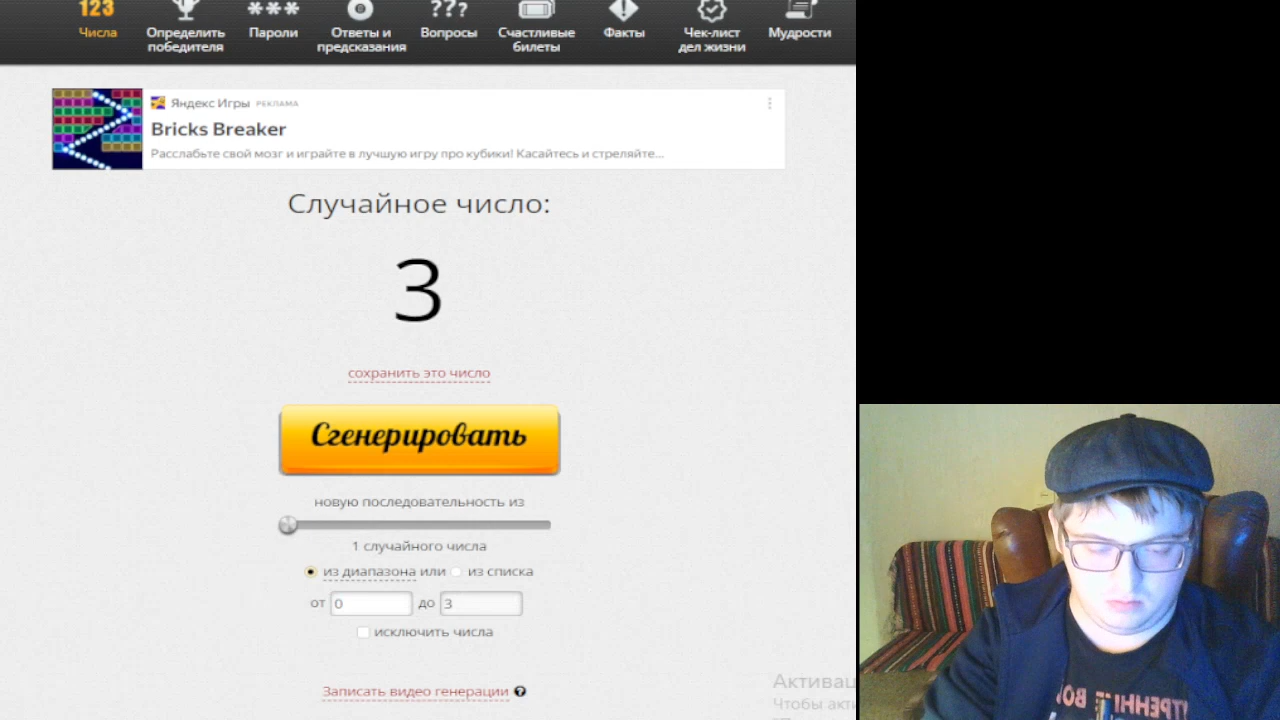 123
Числа
Определить победителя
***
Пароли
Ответы и предсказания
???
Вопросы
Счастливые билеты
Факты
Чек-лист дел жизни
Мудрости
Яндекс Игры РЕКЛАМА
Bricks Breaker
Расслабьте свой мозг и играйте в лучшую игру про кубики! Касайтесь и стреляйте...
Случайное число:
3
сохранить это число
Сгенерировать
новую последовательность из
1 случайного числа
из диапазона или из списка
от 0 до 3
исключить числа
Записать видео генерации ?
Активац
Чтобы акти